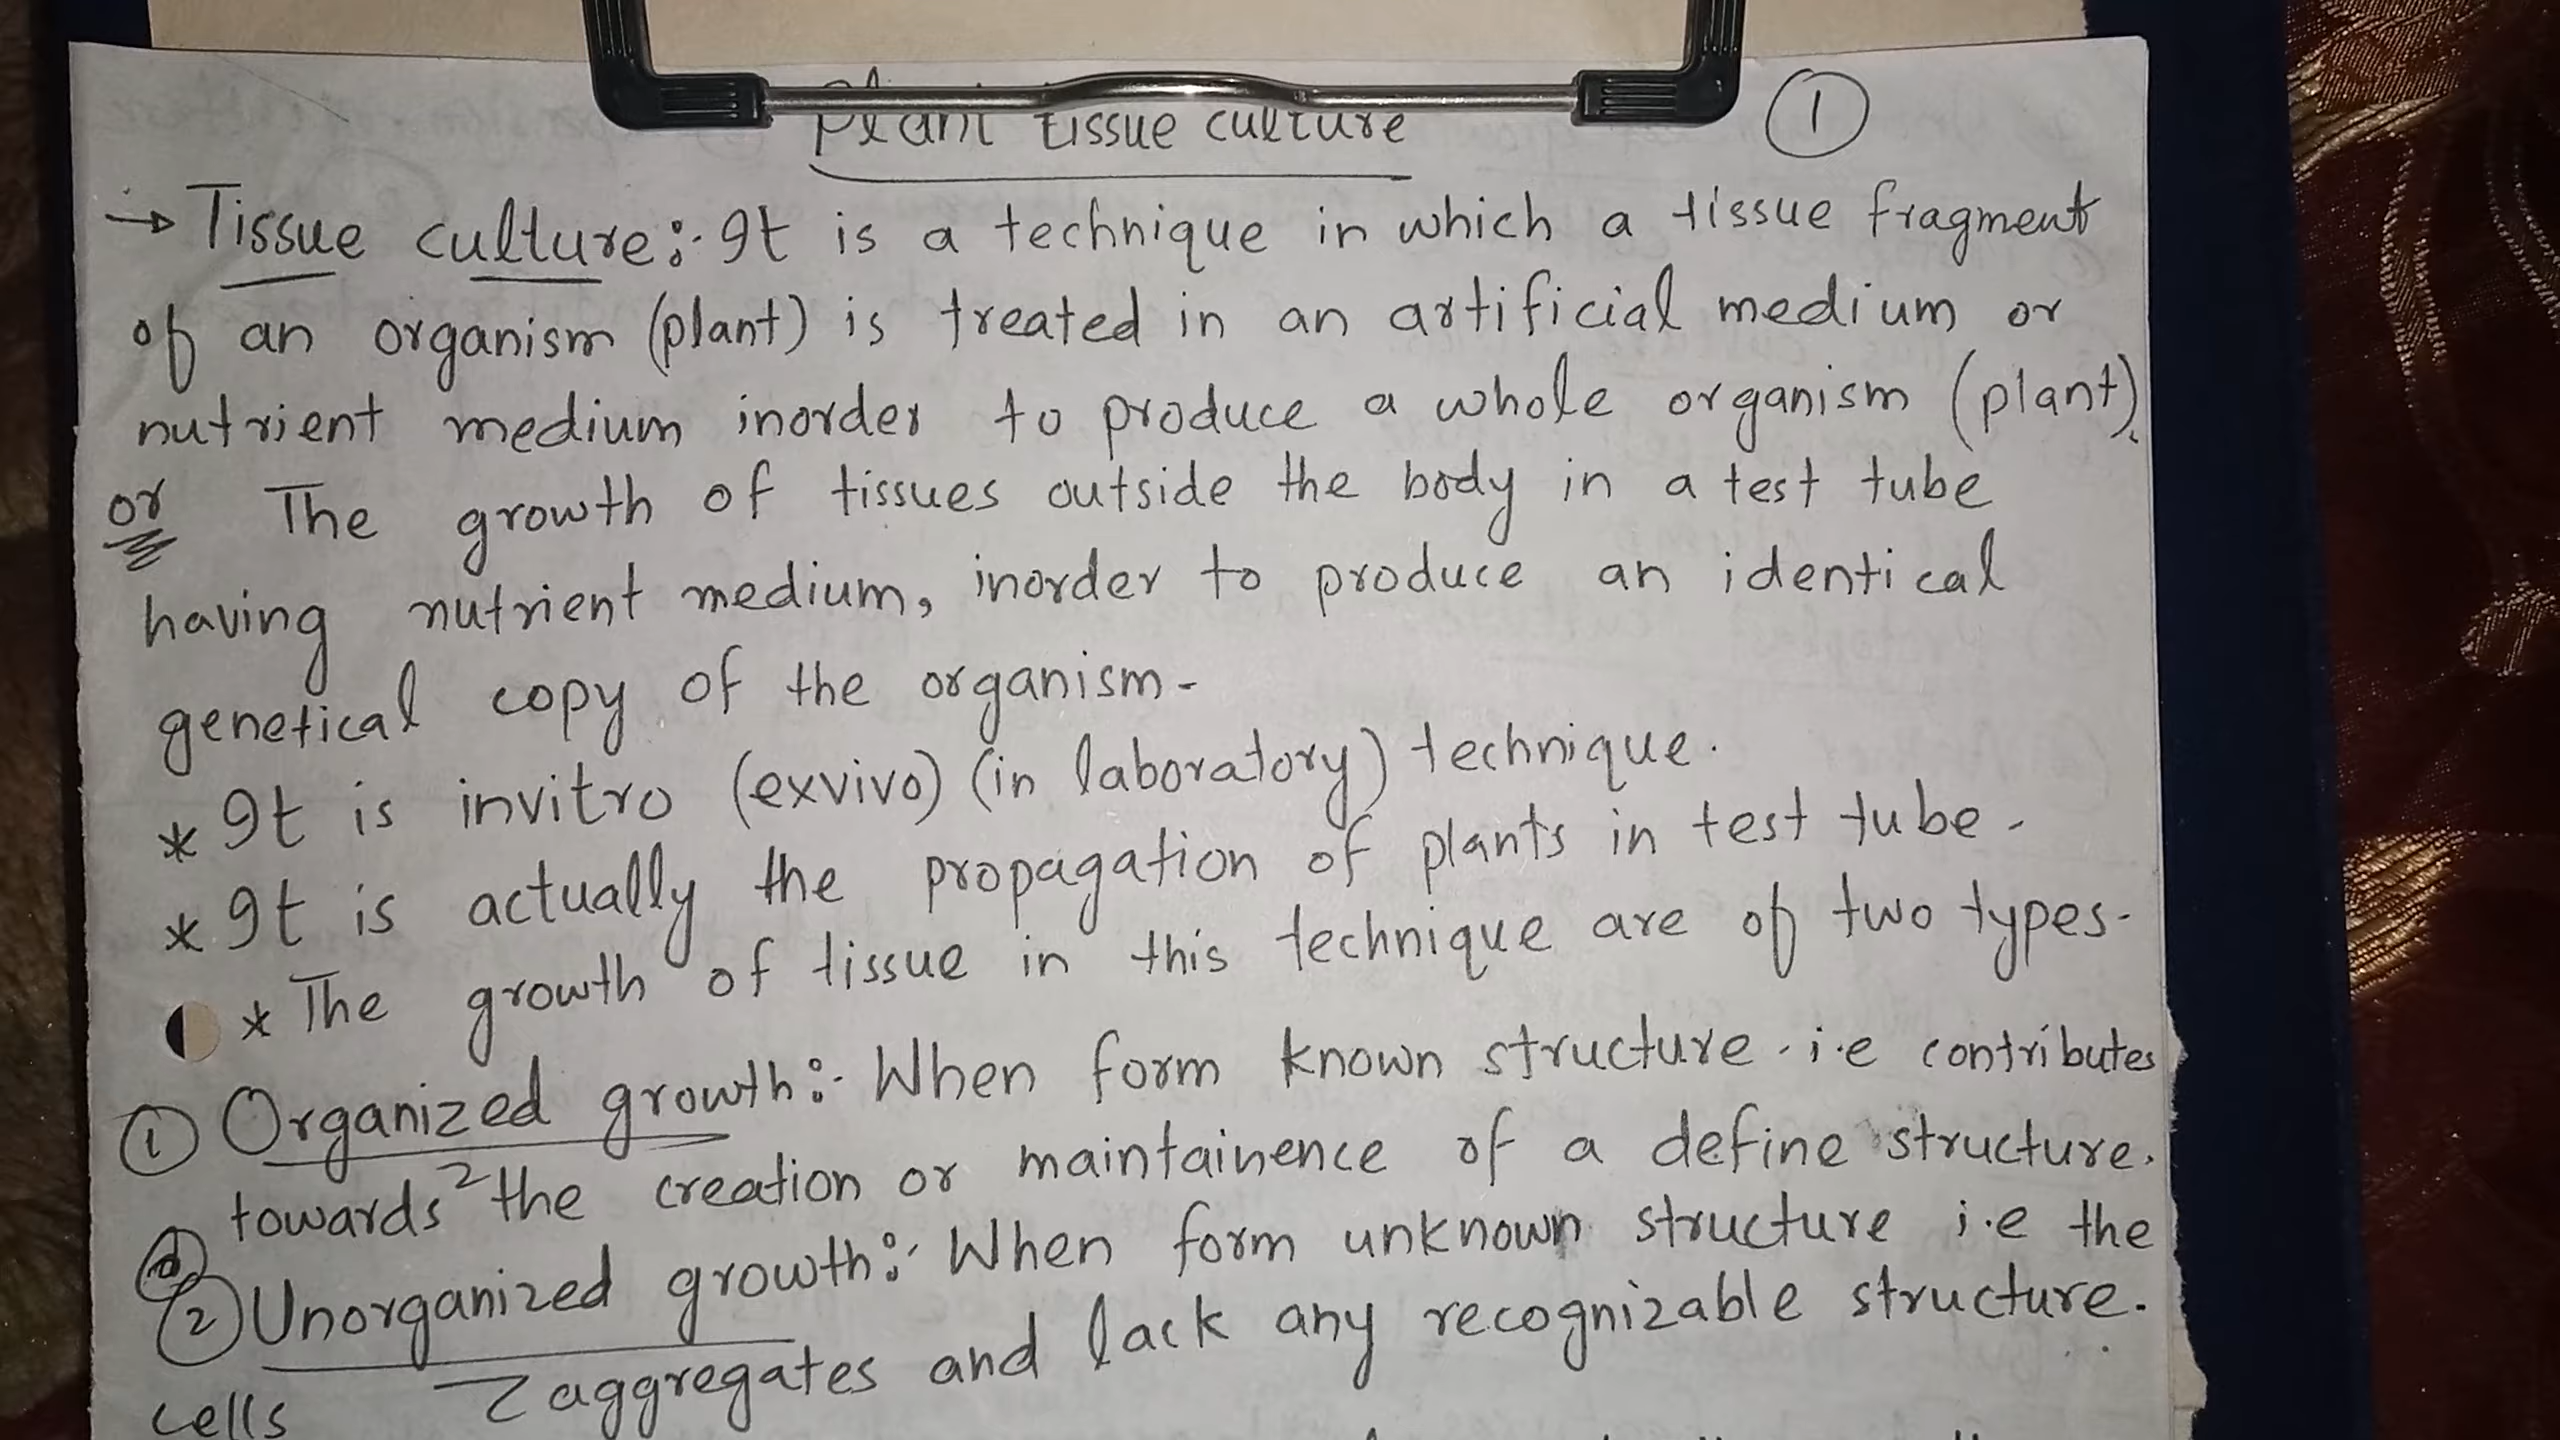 Plant tissue culture
1
→ Tissue culture:- It is a technique in which a tissue fragment
of an organism (plant) is treated in an artificial medium or
nutrient medium inorder to produce a whole organism (plant).
or The growth of tissues outside the body in a test tube
having nutrient medium, inorder to produce an identical
genetical copy of the organism.
* It is invitro (exvivo) (in laboratory) technique.
* It is actually the propagation of plants in test tube.
* The growth of tissue in this technique are of two types.
① Organized growth:- When form known structure. i.e contributes
towards the creation or maintainence of a define structure.
② Unorganized growth:- When form unknown structure i.e the
cells aggregates and lack any recognizable structure.